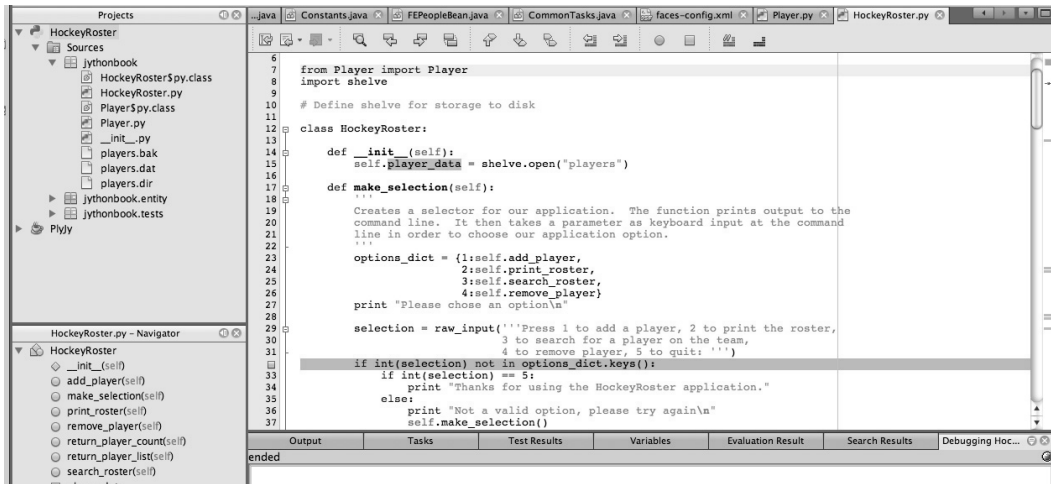 Projects
HockeyRoster
Sources
jythonbook
HockeyRoster$py.class
HockeyRoster.py
Player$py.class
Player.py
__init__.py
players.bak
players.dat
players.dir
jythonbook.entity
jythonbook.tests
PlyJy
HockeyRoster.py – Navigator
HockeyRoster
__init__(self)
add_player(self)
make_selection(self)
print_roster(self)
remove_player(self)
return_player_count(self)
return_player_list(self)
search_roster(self)
...java Constants.java FEPeopleBean.java CommonTasks.java faces-config.xml Player.py HockeyRoster.py
6
7 from Player import Player
8 import shelve
9
10 # Define shelve for storage to disk
11
12 class HockeyRoster:
13
14 def __init__(self):
15 self.player_data = shelve.open("players")
16
17 def make_selection(self):
18 '''
19 Creates a selector for our application.  The function prints output to the
20 command line.  It then takes a parameter as keyboard input at the command
21 line in order to choose our application option.
22 '''
23 options_dict = {1:self.add_player,
24 2:self.print_roster,
25 3:self.search_roster,
26 4:self.remove_player}
27 print "Please chose an option\n"
28
29 selection = raw_input('''Press 1 to add a player, 2 to print the roster,
30 3 to search for a player on the team,
31 4 to remove player, 5 to quit: ''')
if int(selection) not in options_dict.keys():
33 if int(selection) == 5:
34 print "Thanks for using the HockeyRoster application."
35 else:
36 print "Not a valid option, please try again\n"
37 self.make_selection()
Output Tasks Test Results Variables Evaluation Result Search Results Debugging Hoc...
ended